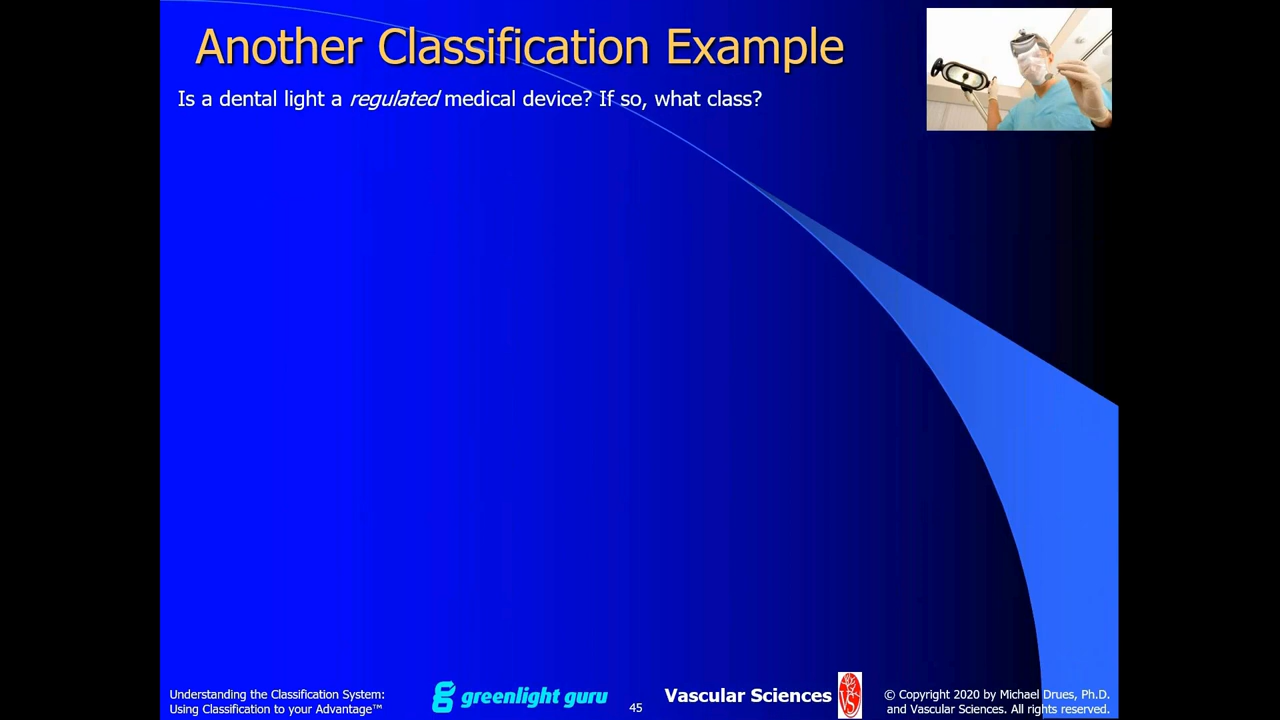 Another Classification Example
Is a dental light a regulated medical device? If so, what class?
Understanding the Classification System:
Using Classification to your Advantage™
greenlight guru
45
Vascular Sciences
VS
© Copyright 2020 by Michael Drues, Ph.D.
and Vascular Sciences. All rights reserved.